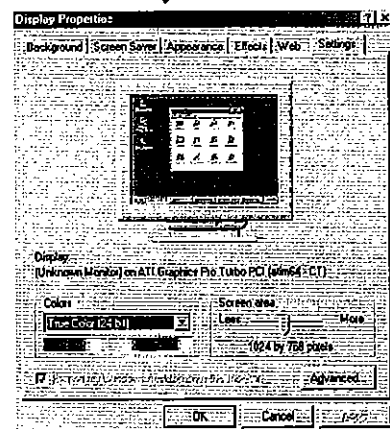 Display Properties
Background Screen Saver Appearance Effects Web Settings
Display:
(Unknown Monitor) on ATI Graphics Pro Turbo PCI (atim64-CT)
Colors
True Color (24 bit)
Screen area
Less
More
1024 by 768 pixels
Advanced...
OK
Cancel